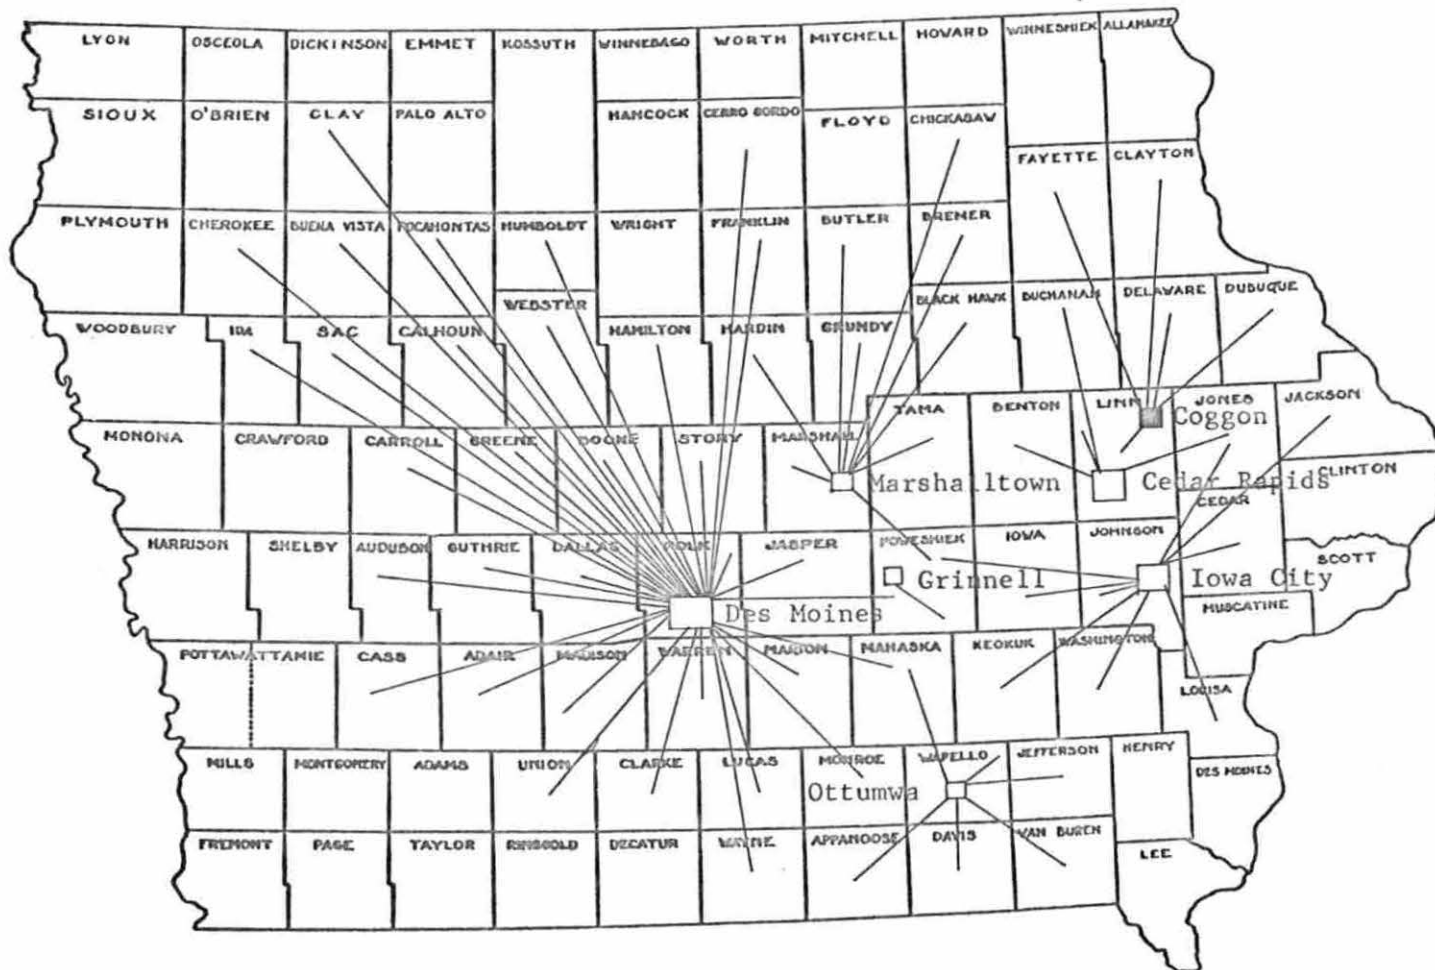 LYON OSCEOLA DICKINSON EMMET KOSSUTH WINNEBAGO WORTH MITCHELL HOWARD WINNESHIEK ALLAMAKEE
SIOUX O'BRIEN CLAY PALO ALTO HANCOCK CERRO GORDO FLOYD CHICKASAW
FAYETTE CLAYTON
PLYMOUTH CHEROKEE BUENA VISTA POCAHONTAS HUMBOLDT WRIGHT FRANKLIN BUTLER BREMER
WEBSTER BLACK HAWK BUCHANAN DELAWARE DUBUQUE
WOODBURY IDA SAC CALHOUN HAMILTON HARDIN GRUNDY
TAMA BENTON LINN JONES JACKSON
Coggon
MONONA CRAWFORD CARROLL GREENE BOONE STORY MARSHALL
CLINTON
Marshalltown Cedar Rapids
CEDAR
HARRISON SHELBY AUDUBON GUTHRIE DALLAS POLK JASPER POWESHIEK IOWA JOHNSON
SCOTT
Grinnell Iowa City
Des Moines MUSCATINE
POTTAWATTAMIE CASS ADAIR MADISON WARREN MARION MAHASKA KEOKUK WASHINGTON
LOUISA
MILLS MONTGOMERY ADAMS UNION CLARKE LUCAS MONROE WAPELLO JEFFERSON HENRY
DES MOINES
Ottumwa
FREMONT PAGE TAYLOR RINGGOLD DECATUR WAYNE APPANOOSE DAVIS VAN BUREN
LEE